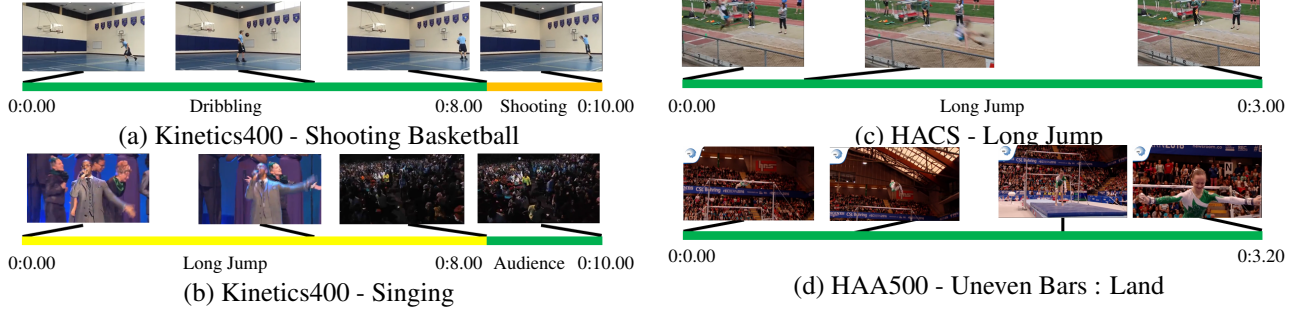 0:0.00 Dribbling 0:8.00 Shooting 0:10.00
(a) Kinetics400 - Shooting Basketball
0:0.00 Long Jump 0:8.00 Audience 0:10.00
(b) Kinetics400 - Singing
0:0.00 Long Jump 0:3.00
(c) HACS - Long Jump
0:0.00 0:3.20
(d) HAA500 - Uneven Bars : Land